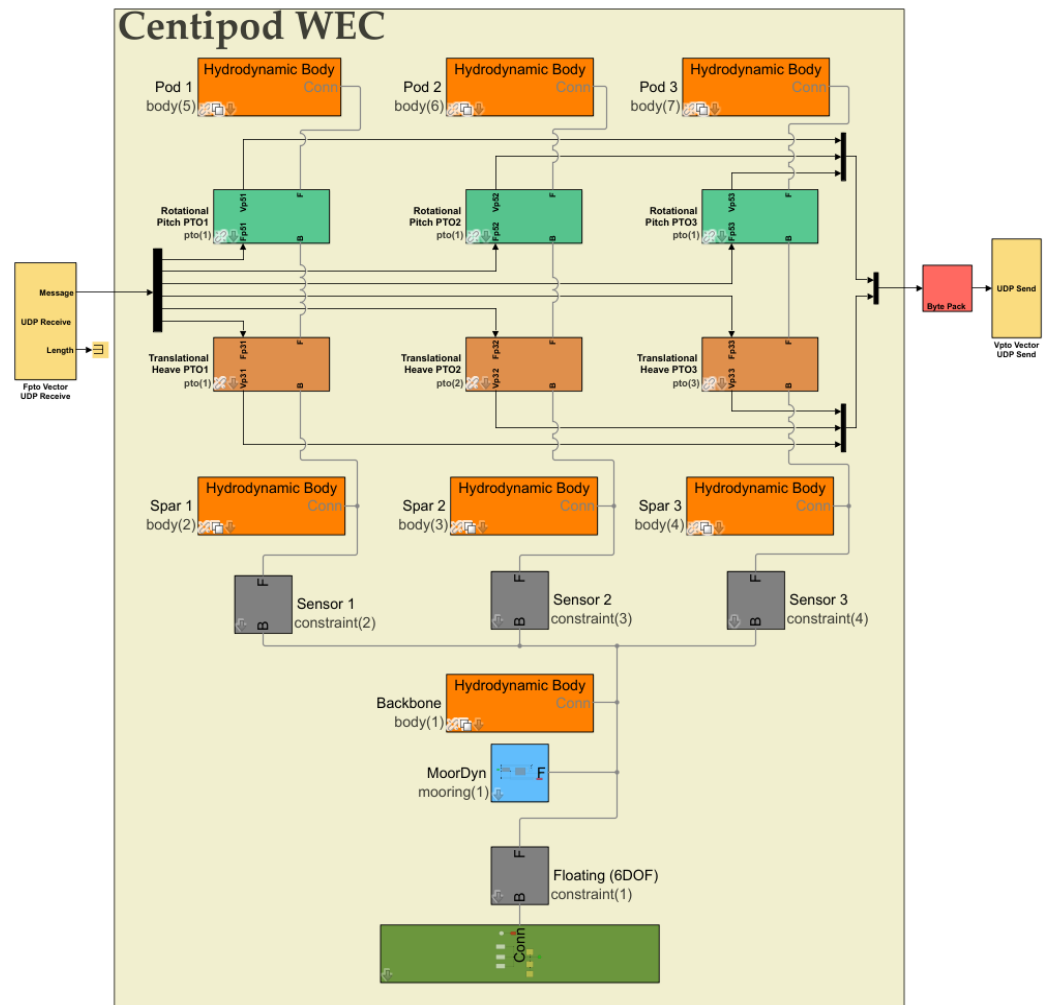 Centipod WEC
Hydrodynamic Body
Conn
Pod 1
body(5)
Hydrodynamic Body
Conn
Pod 2
body(6)
Hydrodynamic Body
Conn
Pod 3
body(7)
Vp51
F
Rotational
Pitch PTO1
pto(1)
Fp51
B
Vp52
F
Rotational
Pitch PTO2
pto(1)
Fp52
B
Vp53
F
Rotational
Pitch PTO3
pto(1)
Fp53
B
Message
UDP Receive
Length
Fpto Vector
UDP Receive
Byte Pack
UDP Send
Vpto Vector
UDP Send
Fp31
F
Translational
Heave PTO1
pto(1)
Vp31
B
Fp32
F
Translational
Heave PTO2
pto(2)
Vp32
B
Fp33
F
Translational
Heave PTO3
pto(3)
Vp33
B
Hydrodynamic Body
Conn
Spar 1
body(2)
Hydrodynamic Body
Conn
Spar 2
body(3)
Hydrodynamic Body
Conn
Spar 3
body(4)
F
B
Sensor 1
constraint(2)
F
B
Sensor 2
constraint(3)
F
B
Sensor 3
constraint(4)
Hydrodynamic Body
Conn
Backbone
body(1)
MoorDyn
mooring(1)
F
F
B
Floating (6DOF)
constraint(1)
Conn